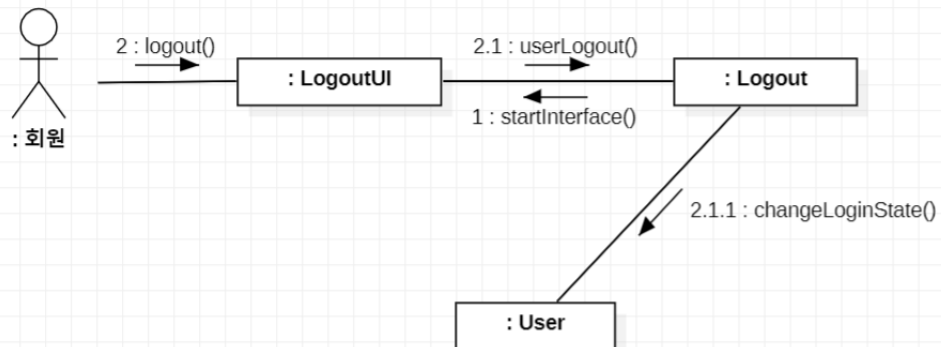 2 : logout()
2.1 : userLogout()
: LogoutUI
: Logout
1 : startInterface()
: 회원
2.1.1 : changeLoginState()
: User